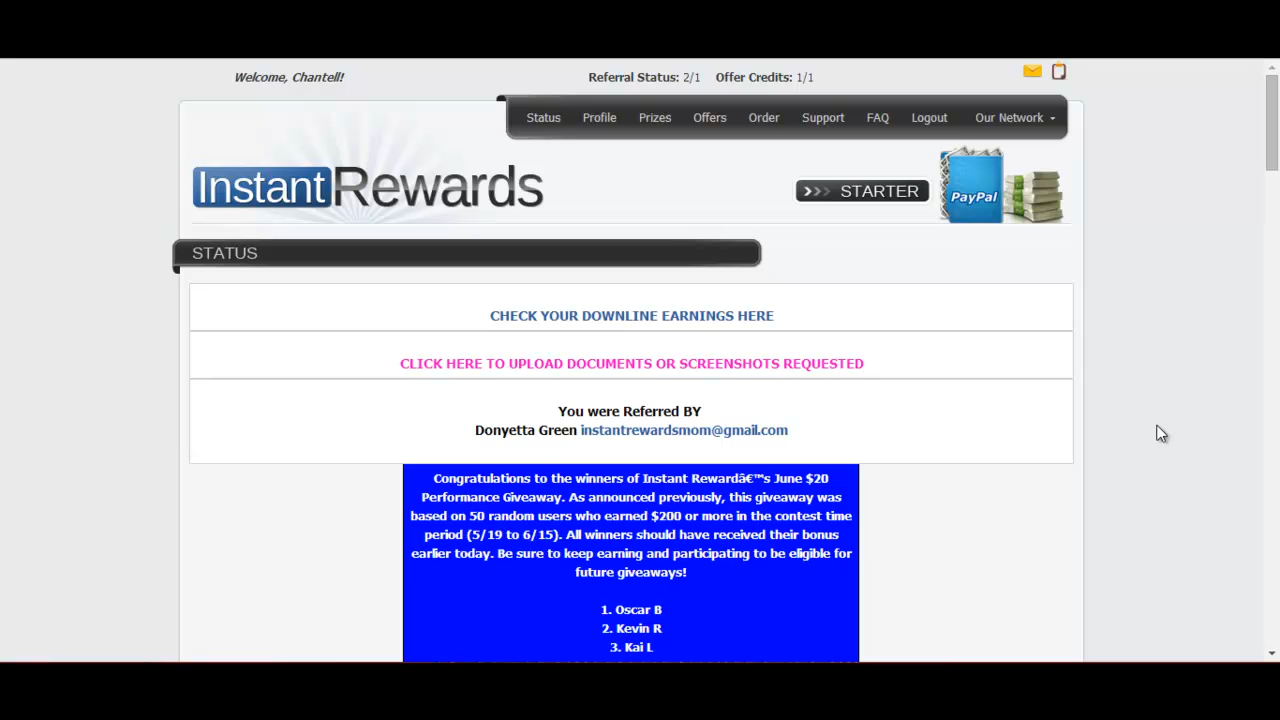 Welcome, Chantell!
Referral Status: 2/1 Offer Credits: 1/1
Status Profile Prizes Offers Order Support FAQ Logout Our Network
InstantRewards
STARTER
PayPal
STATUS
CHECK YOUR DOWNLINE EARNINGS HERE
CLICK HERE TO UPLOAD DOCUMENTS OR SCREENSHOTS REQUESTED
You were Referred BY
Donyetta Green instantrewardsmom@gmail.com
Congratulations to the winners of Instant Rewardâ€™s June $20
Performance Giveaway. As announced previously, this giveaway was
based on 50 random users who earned $200 or more in the contest time
period (5/19 to 6/15). All winners should have received their bonus
earlier today. Be sure to keep earning and participating to be eligible for
future giveaways!
1. Oscar B
2. Kevin R
3. Kai L